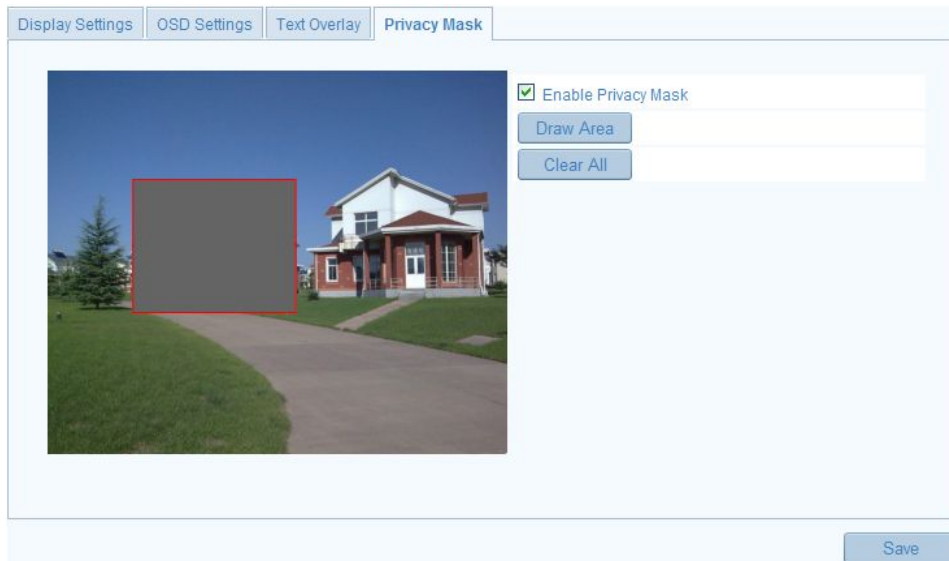 Display Settings OSD Settings Text Overlay Privacy Mask
Enable Privacy Mask
Draw Area
Clear All
Save